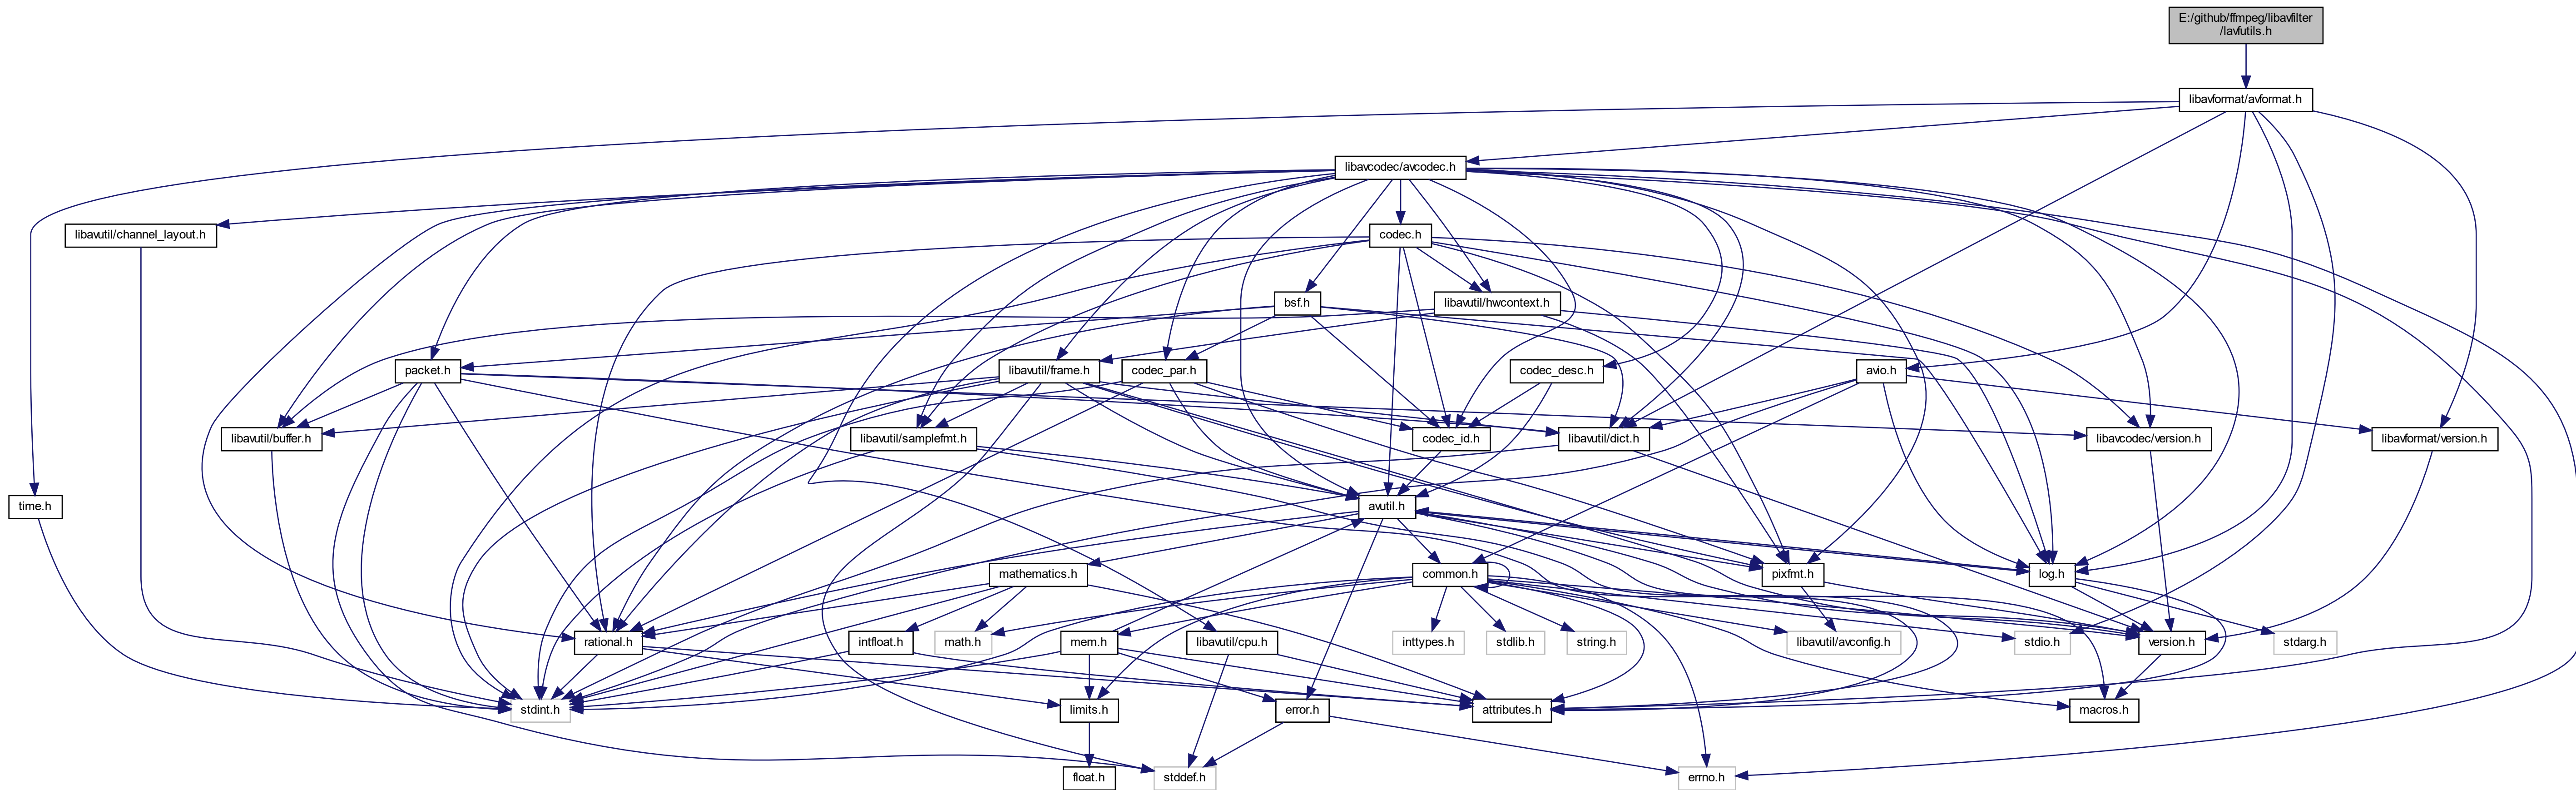 E:/github/ffmpeg/libavfilter
/lavfutils.h
libavformat/avformat.h
libavcodec/avcodec.h
libavutil/channel_layout.h
codec.h
bsf.h
libavutil/hwcontext.h
packet.h
libavutil/frame.h
codec_par.h
codec_desc.h
avio.h
libavutil/buffer.h
libavutil/samplefmt.h
codec_id.h
libavutil/dict.h
libavcodec/version.h
libavformat/version.h
time.h
avutil.h
mathematics.h
common.h
pixfmt.h
log.h
rational.h
intfloat.h
math.h
mem.h
libavutil/cpu.h
inttypes.h
stdlib.h
string.h
libavutil/avconfig.h
stdio.h
version.h
stdarg.h
stdint.h
limits.h
error.h
attributes.h
macros.h
float.h
stddef.h
errno.h